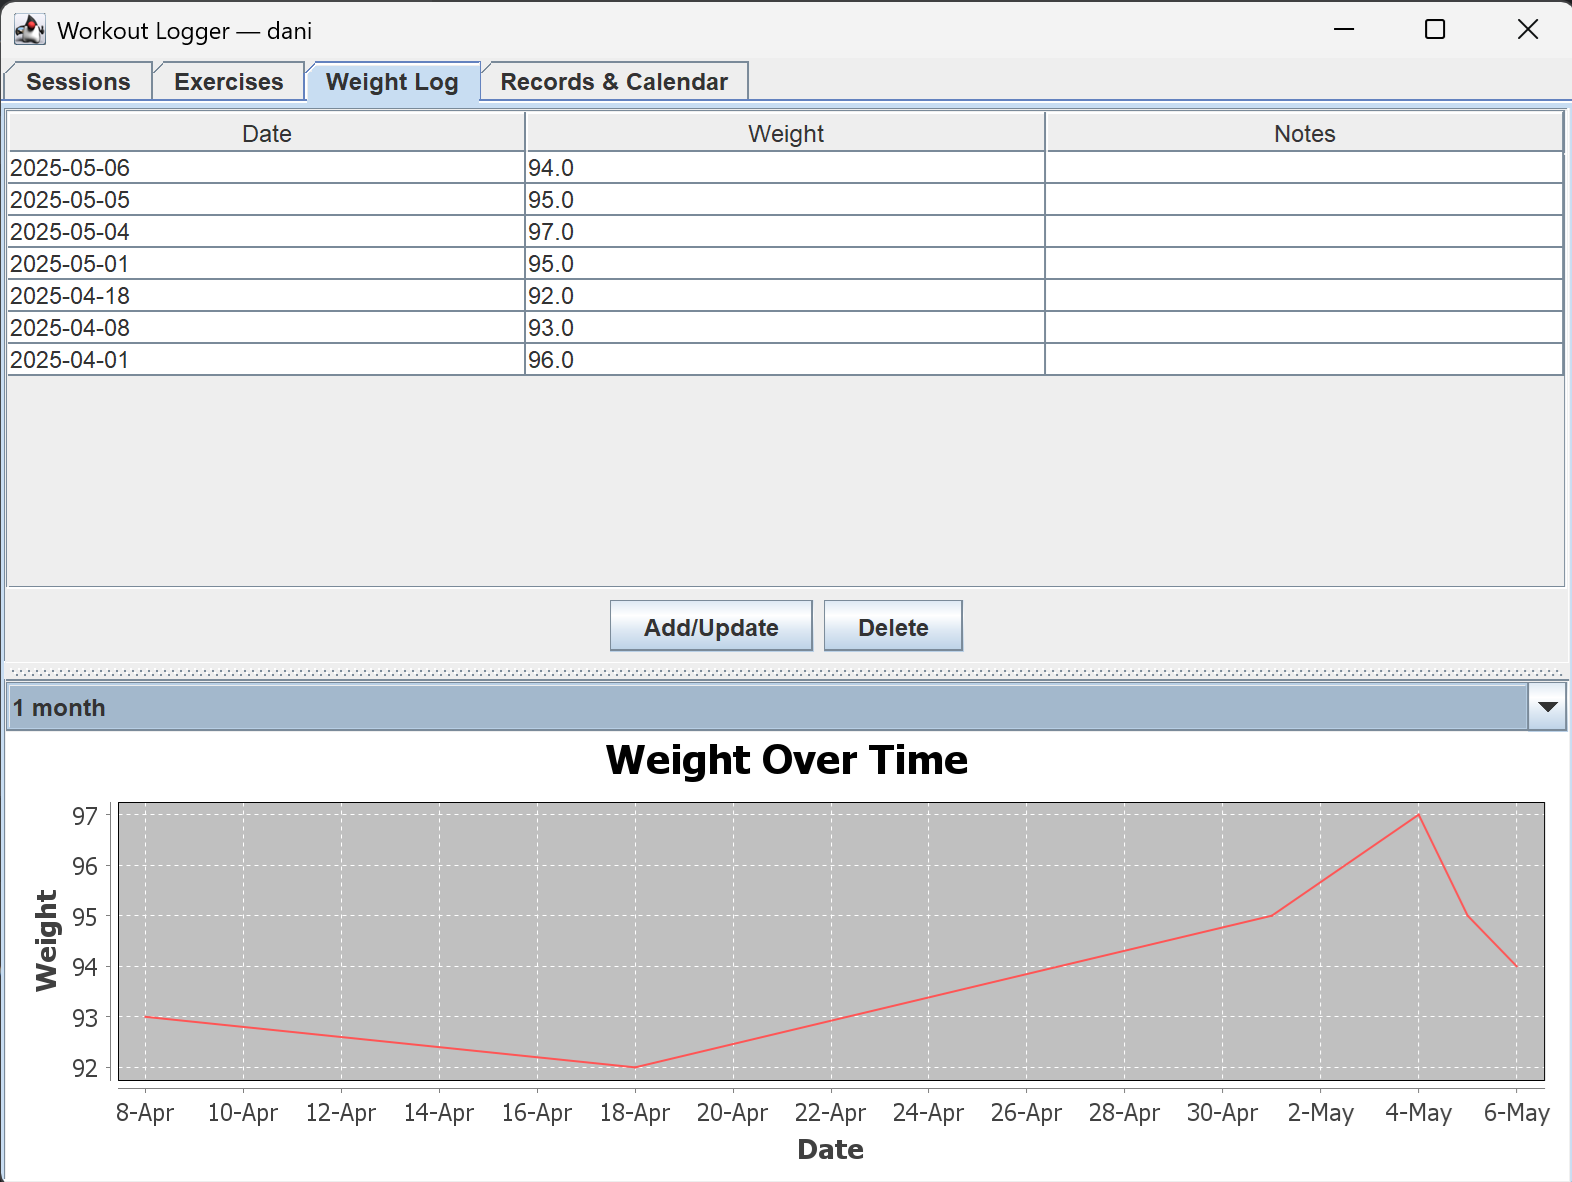 Workout Logger — dani
Sessions Exercises Weight Log Records & Calendar
Date Weight Notes
2025-05-06 94.0
2025-05-05 95.0
2025-05-04 97.0
2025-05-01 95.0
2025-04-18 92.0
2025-04-08 93.0
2025-04-01 96.0
Add/Update Delete
1 month
Weight Over Time
97
96
95
94
93
92
Weight
8-Apr 10-Apr 12-Apr 14-Apr 16-Apr 18-Apr 20-Apr 22-Apr 24-Apr 26-Apr 28-Apr 30-Apr 2-May 4-May 6-May
Date